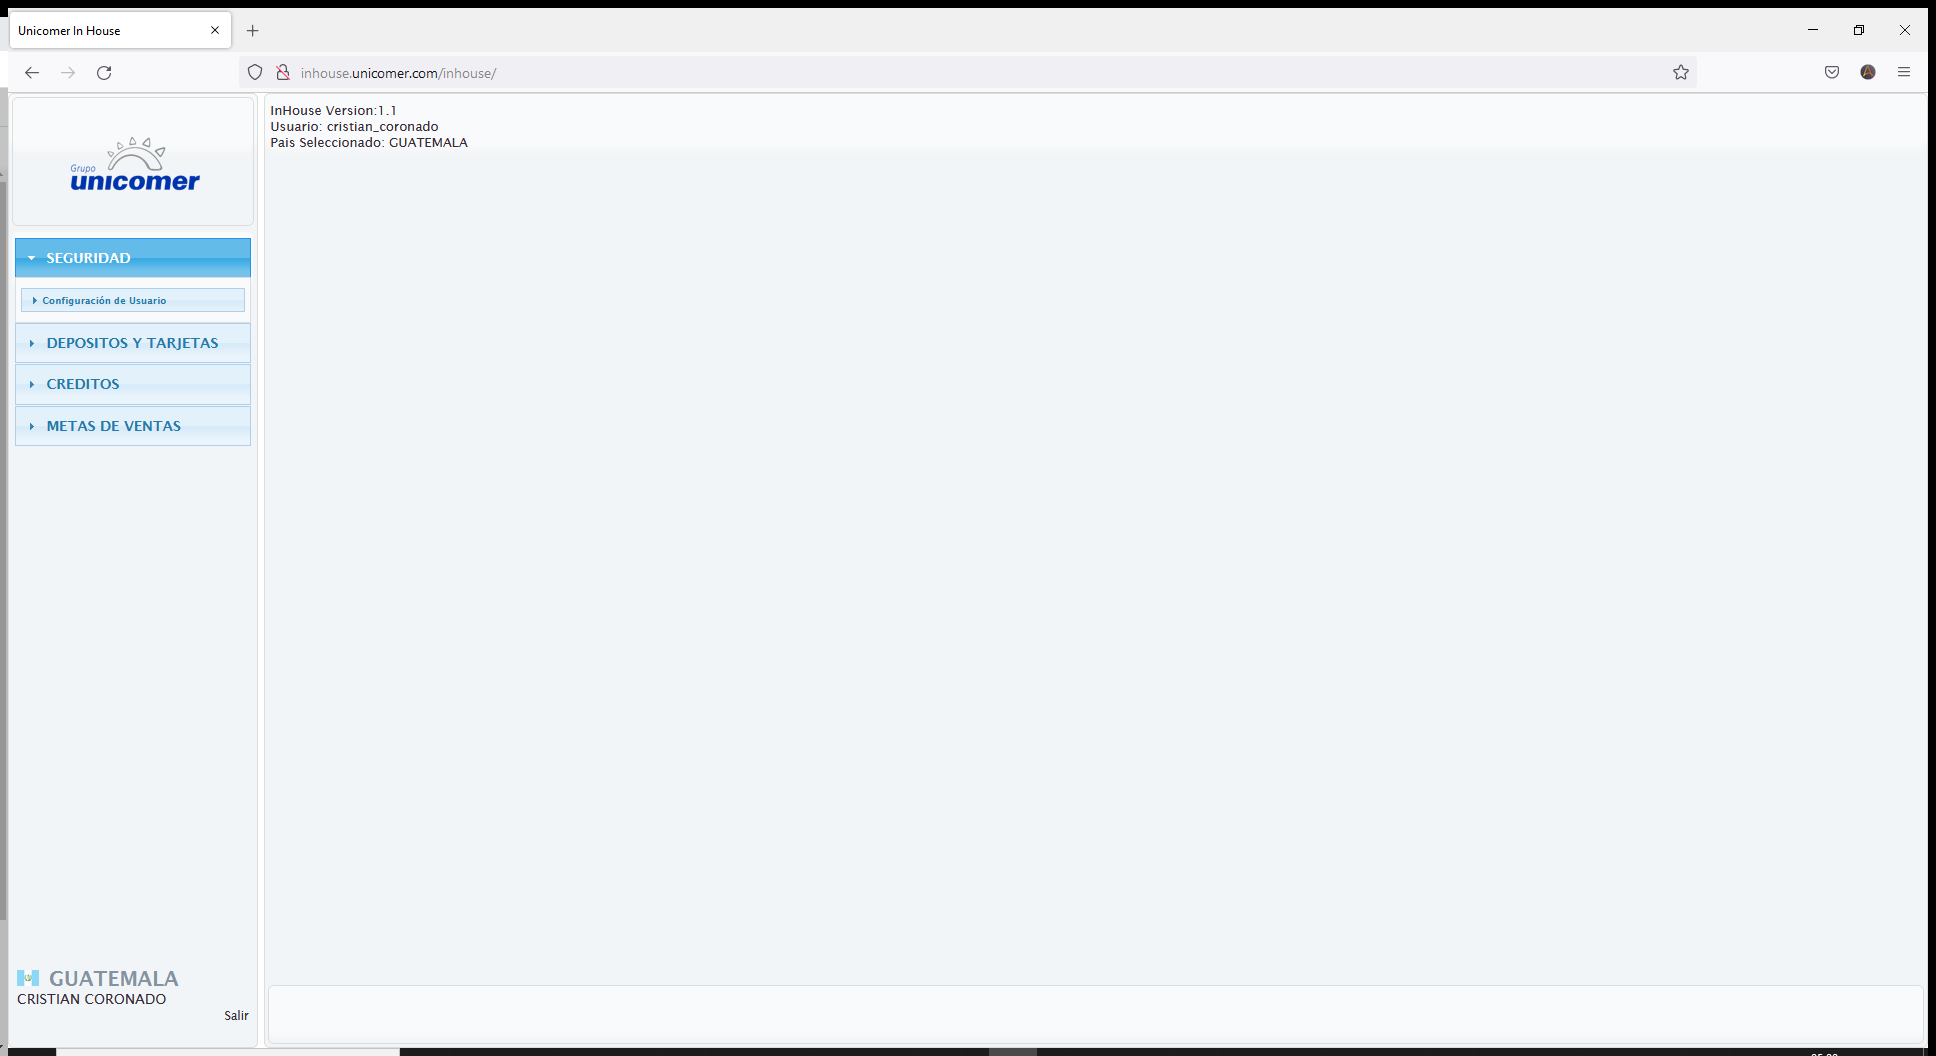 Unicomer In House
inhouse.unicomer.com/inhouse/
Grupo
unicomer
SEGURIDAD
Configuración de Usuario
DEPOSITOS Y TARJETAS
CREDITOS
METAS DE VENTAS
GUATEMALA
CRISTIAN CORONADO
Salir
InHouse Version:1.1
Usuario: cristian_coronado
Pais Seleccionado: GUATEMALA